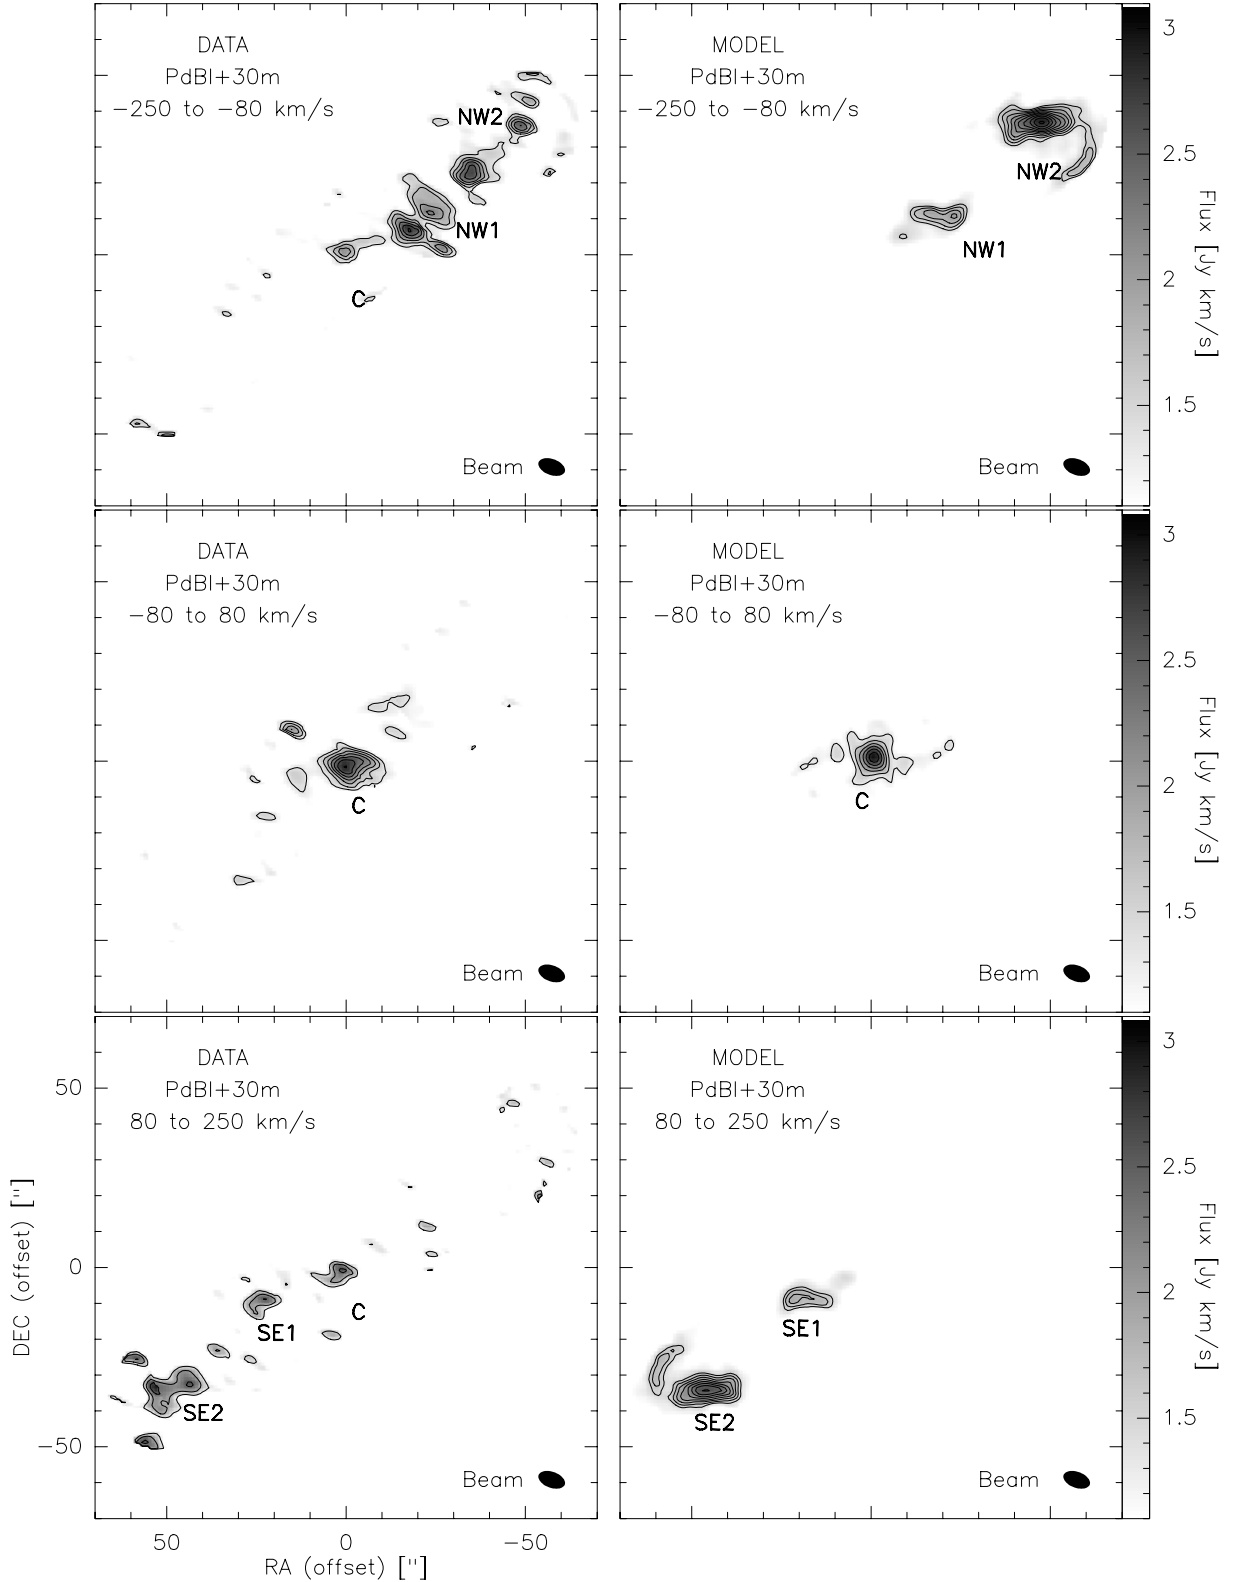 DATA
PdBI+30m
−250 to −80 km/s
NW2
NW1
C
Beam
MODEL
PdBI+30m
−250 to −80 km/s
NW2
NW1
Beam
3
2.5
2
1.5
Flux [Jy km/s]
DATA
PdBI+30m
−80 to 80 km/s
C
Beam
MODEL
PdBI+30m
−80 to 80 km/s
C
Beam
3
2.5
2
1.5
Flux [Jy km/s]
DATA
PdBI+30m
80 to 250 km/s
C
SE1
SE2
Beam
50
0
−50
DEC (offset) ["]
50
0
−50
RA (offset) ["]
MODEL
PdBI+30m
80 to 250 km/s
SE1
SE2
Beam
3
2.5
2
1.5
Flux [Jy km/s]